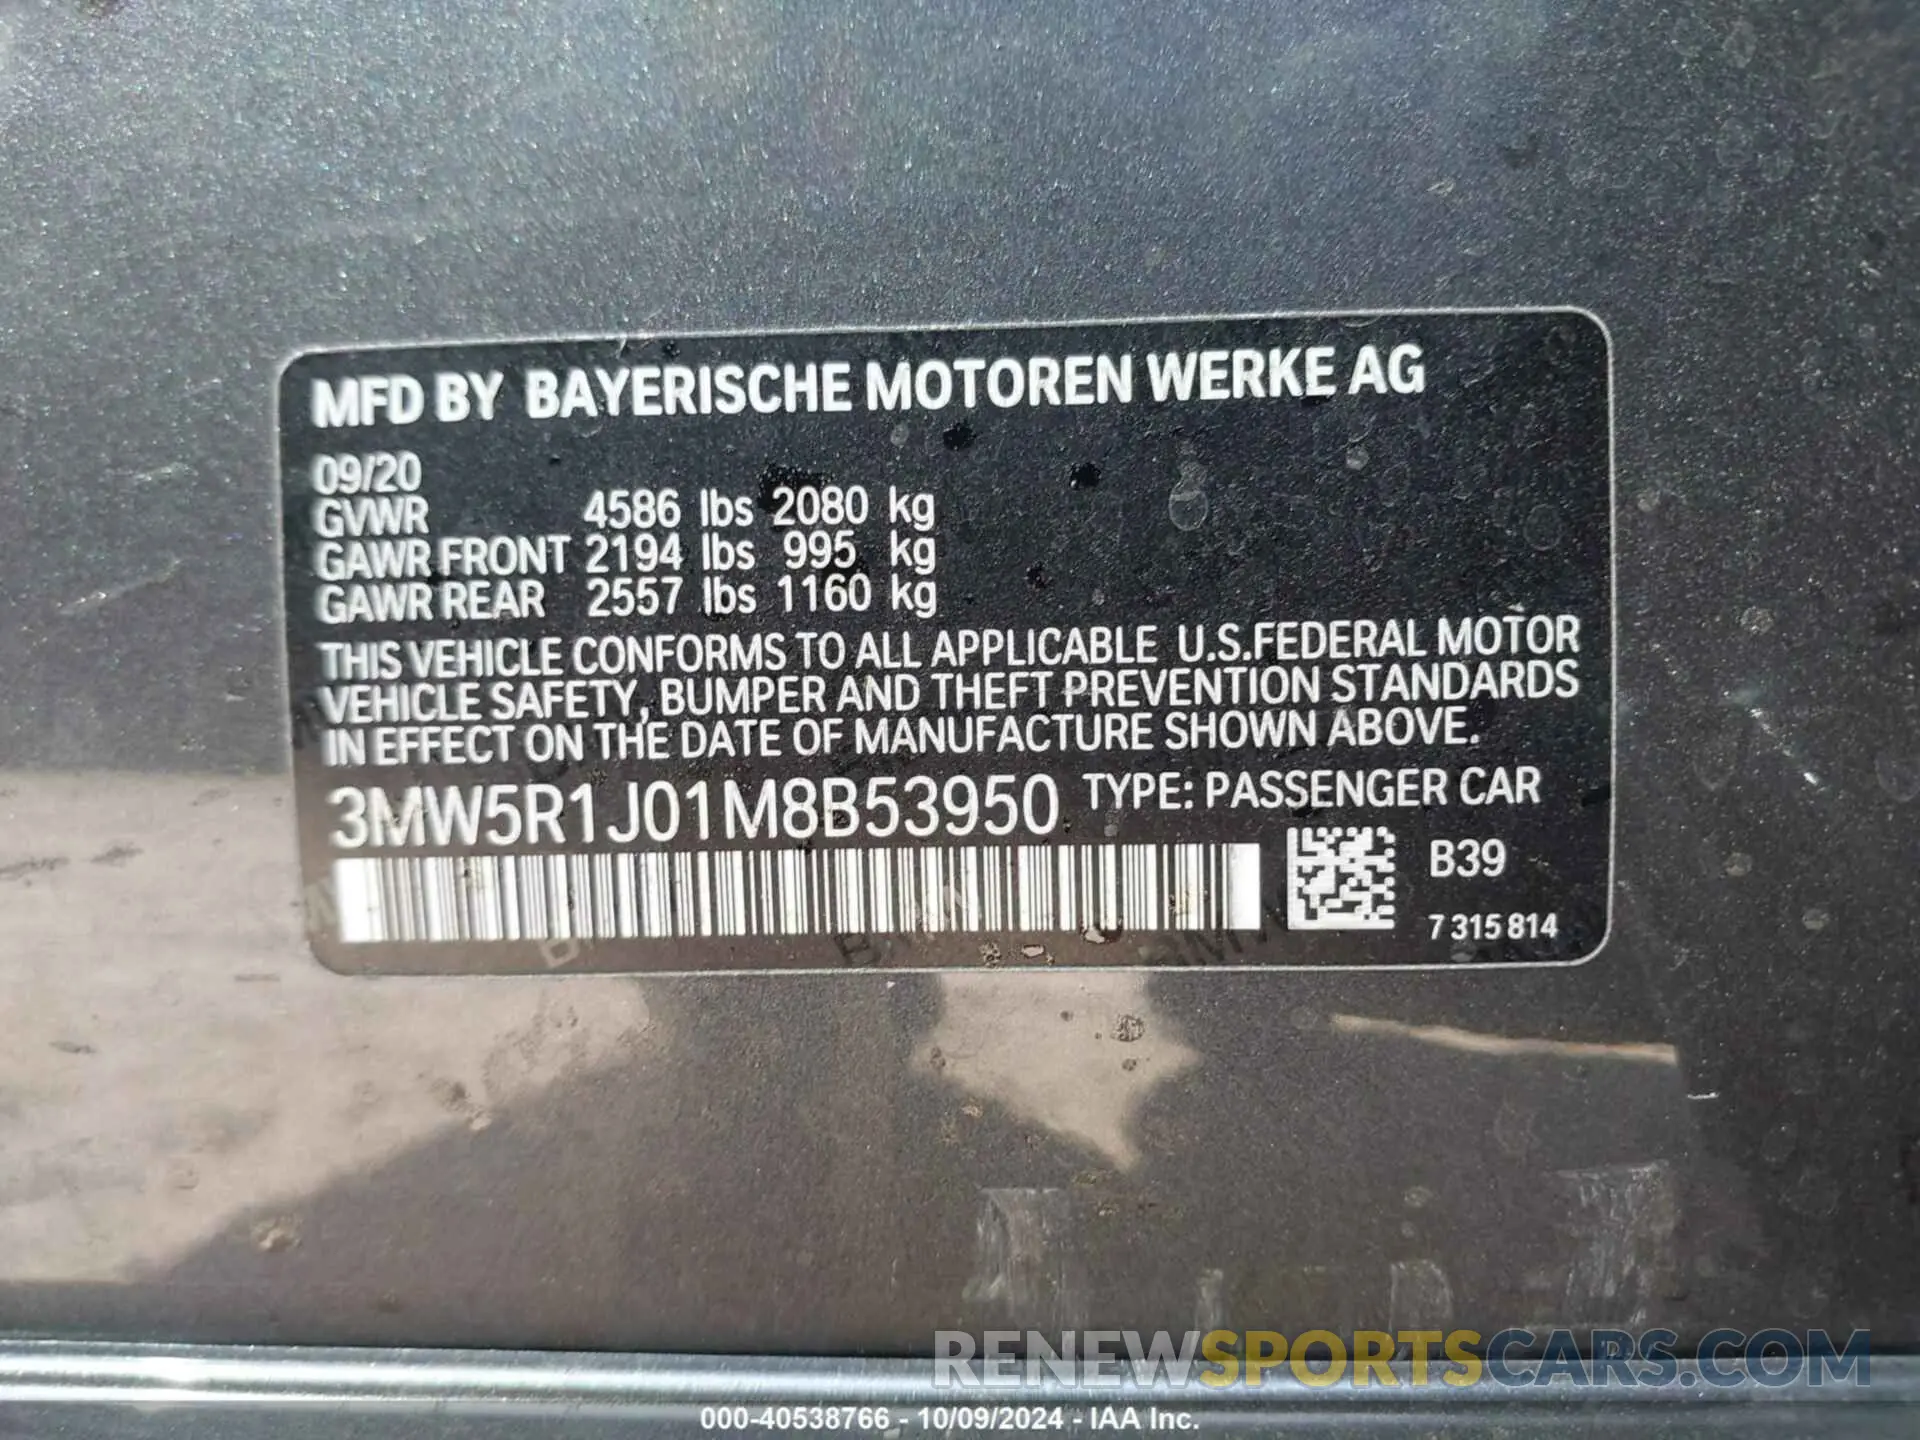 MFD BY BAYERISCHE MOTOREN WERKE AG
09/20
GVWR 4586 lbs 2080 kg
GAWR FRONT 2194 lbs 995 kg
GAWR REAR 2557 lbs 1160 kg
THIS VEHICLE CONFORMS TO ALL APPLICABLE U.S.FEDERAL MOTOR
VEHICLE SAFETY, BUMPER AND THEFT PREVENTION STANDARDS
IN EFFECT ON THE DATE OF MANUFACTURE SHOWN ABOVE.
3MW5R1J01M8B53950 TYPE: PASSENGER CAR
B39
7 315 814
RENEWSPORTSCARS.COM
000-40538766 - 10/09/2024 - IAA Inc.